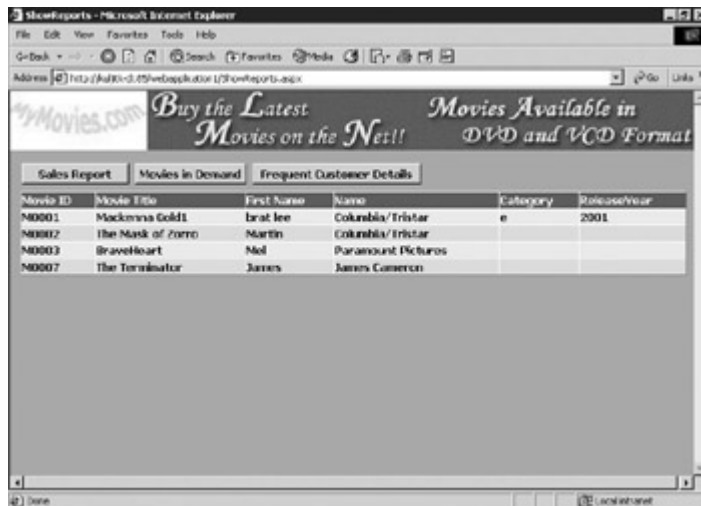 ShowReports - Microsoft Internet Explorer
File Edit View Favorites Tools Help
Back Search Favorites Media
Address
Go Links
MyMovies.com
Buy the Latest
Movies on the Net!!
Movies Available in
DVD and VCD Format
Sales Report Movies in Demand Frequent Customer Details
Movie ID Movie Title First Name Name Category ReleaseYear
M0001 Mackenna Gold1 brat lee Columbia/Tristar e 2001
M0002 The Mask of Zorro Martin Columbia/Tristar
M0003 BraveHeart Mel Paramount Pictures
M0007 The Terminator James James Cameron
Done Local intranet